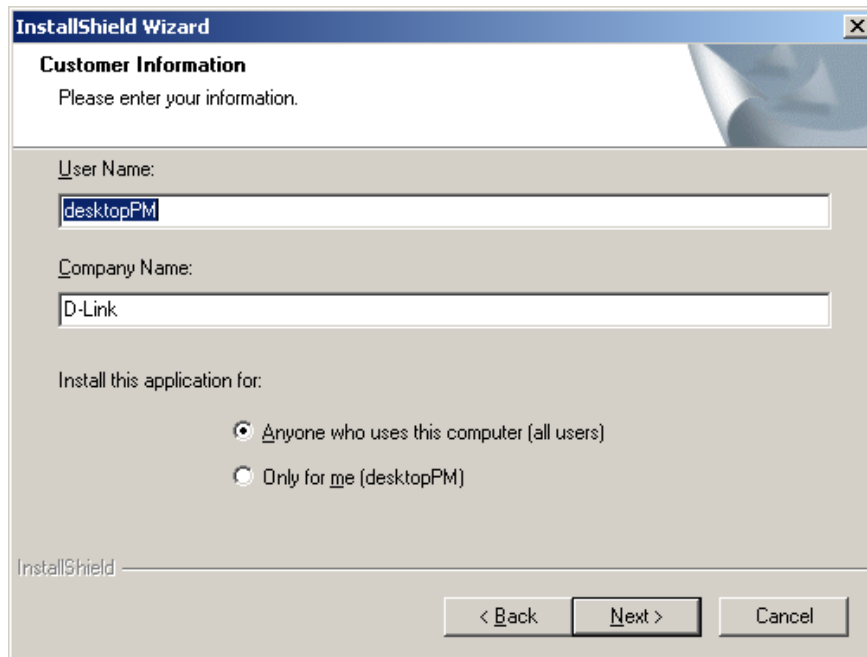 InstallShield Wizard
Customer Information
Please enter your information.
User Name:
desktopPM
Company Name:
D-Link
Install this application for:
Anyone who uses this computer (all users)
Only for me (desktopPM)
InstallShield
< Back Next > Cancel